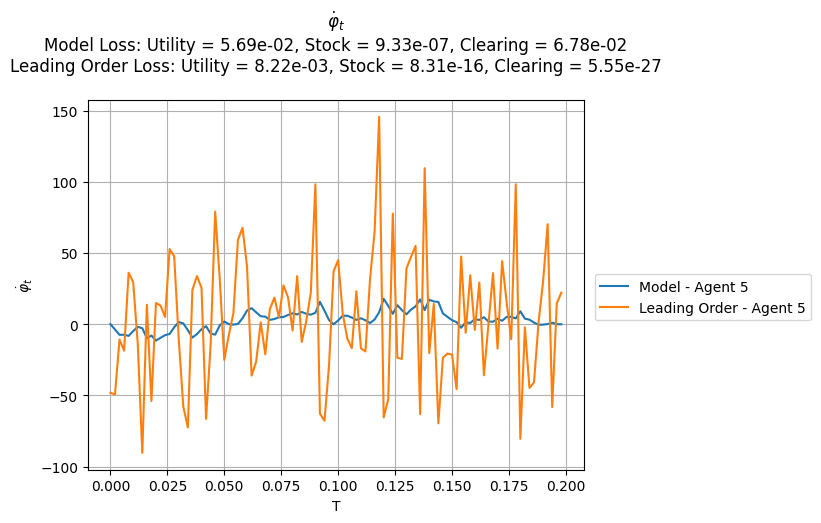 φ̇ₜ
Model Loss: Utility = 5.69e-02, Stock = 9.33e-07, Clearing = 6.78e-02
Leading Order Loss: Utility = 8.22e-03, Stock = 8.31e-16, Clearing = 5.55e-27
150
100
50
0
−50
−100
φ̇ₜ
0.000 0.025 0.050 0.075 0.100 0.125 0.150 0.175 0.200
T
Model - Agent 5
Leading Order - Agent 5